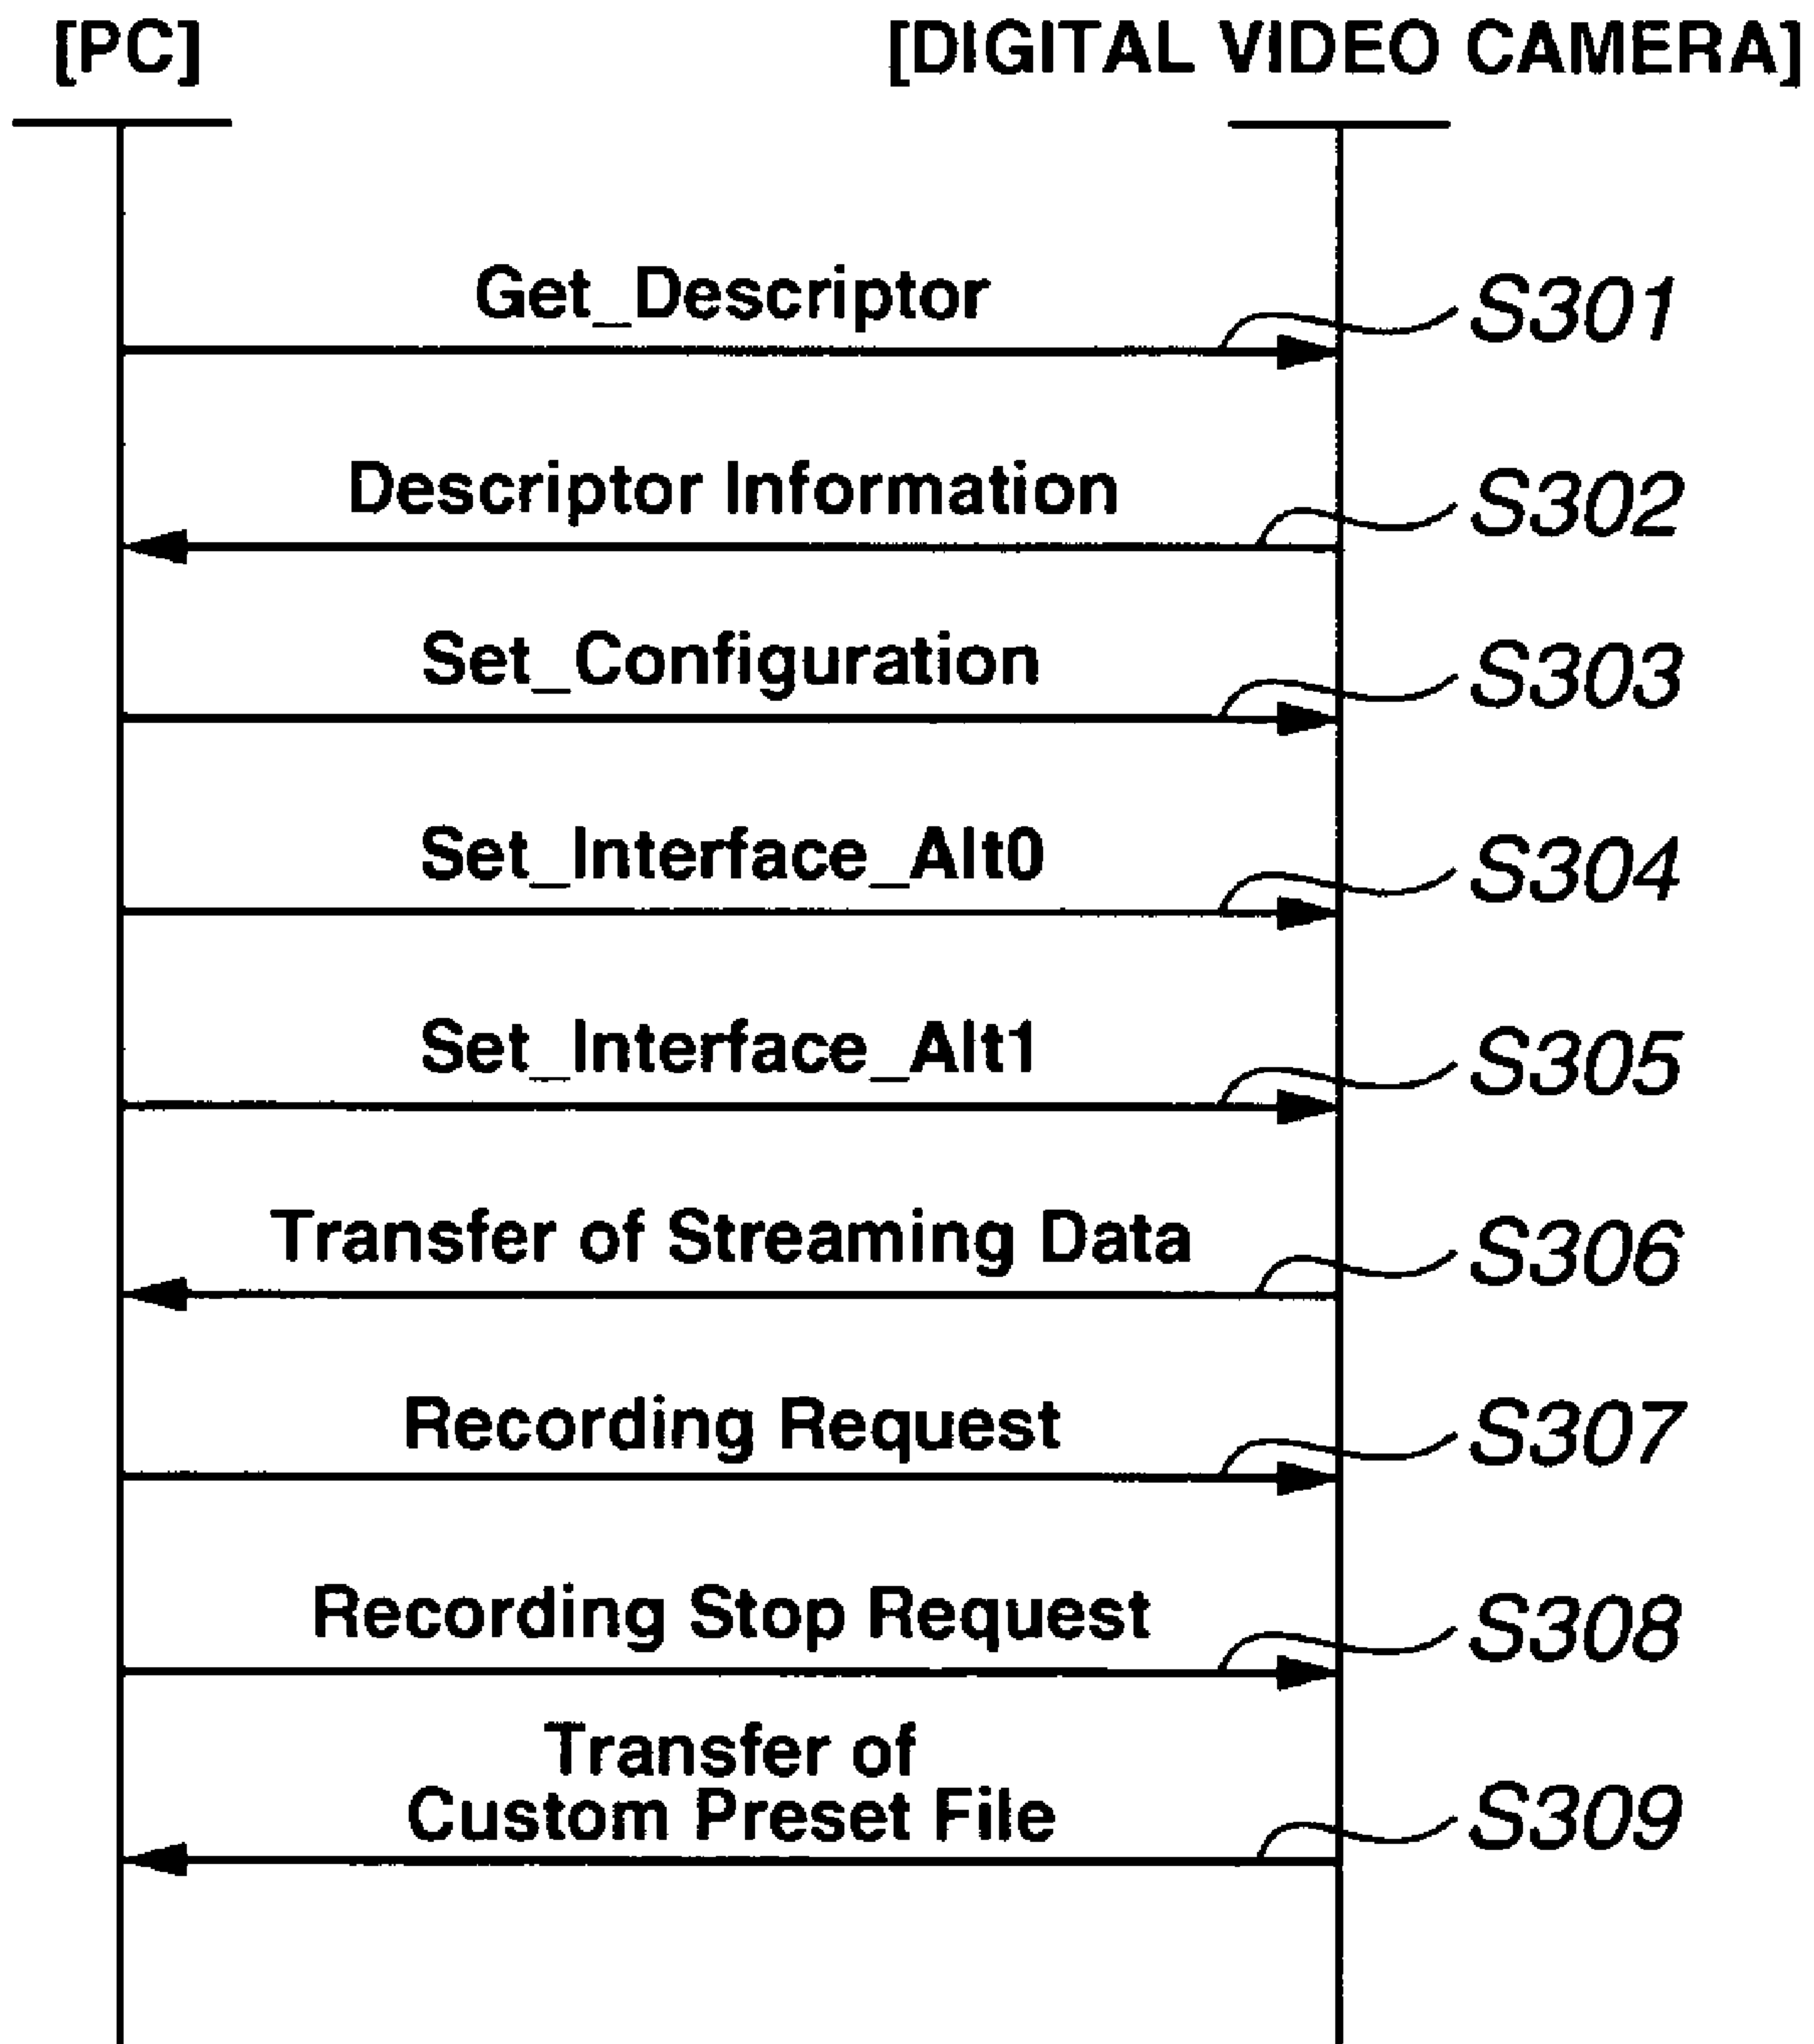 [PC] [DIGITAL VIDEO CAMERA]
Get_Descriptor S301
Descriptor Information S302
Set_Configuration S303
Set_Interface_Alt0 S304
Set_Interface_Alt1 S305
Transfer of Streaming Data S306
Recording Request S307
Recording Stop Request S308
Transfer of
Custom Preset File S309